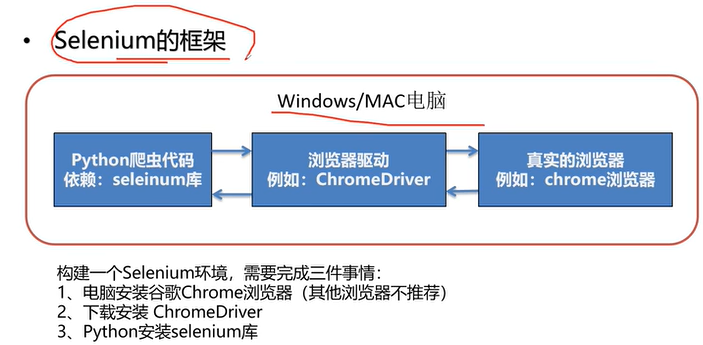 • Selenium的框架
Windows/MAC电脑
Python爬虫代码
依赖：seleinum库
浏览器驱动
例如：ChromeDriver
真实的浏览器
例如：chrome浏览器
构建一个Selenium环境，需要完成三件事情：
1、电脑安装谷歌Chrome浏览器（其他浏览器不推荐）
2、下载安装 ChromeDriver
3、Python安装selenium库